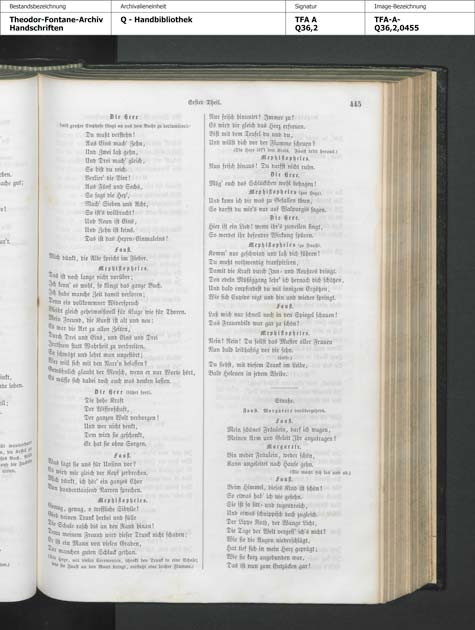 Bestandsbezeichnung
Theodor-Fontane-Archiv
Handschriften
Archivalieneinheit
Q - Handbibliothek
Signatur
TFA A
Q36,2
Image-Bezeichnung
TFA-A-
Q36,2,0455
Erster Theil.
445
Die Hexe
(mit großer Emphase fängt an aus dem Buche zu declamiren):
Du mußt verstehn!
Aus Eins mach' Zehn,
Und Zwei laß gehn,
Und Drei mach' gleich,
So bist du reich.
Verlier' die Vier!
Aus Fünf und Sechs,
So sagt die Hex',
Mach' Sieben und Acht,
So ist's vollbracht!
Und Neun ist Eins,
Und Zehn ist keins.
Das ist das Hexen-Einmaleins!
Faust.
Mich dünkt, die Alte spricht im Fieber.
Mephistopheles.
Das ist noch lange nicht vorüber;
Ich kenn' es wohl, so klingt das ganze Buch.
Ich habe manche Zeit damit verloren;
Denn ein vollkommner Widerspruch
Bleibt gleich geheimnißvoll für Kluge wie für Thoren.
Mein Freund, die Kunst ist alt und neu:
Es war die Art zu allen Zeiten,
Durch Drei und Eins, und Eins und Drei
Irrthum statt Wahrheit zu verbreiten.
So schwätzt und lehrt man ungestört;
Wer will sich mit den Narr'n befassen?
Gewöhnlich glaubt der Mensch, wenn er nur Worte hört,
Es müsse sich dabei doch auch was denken lassen.
Die Hexe (fährt fort).
Die hohe Kraft
Der Wissenschaft,
Der ganzen Welt verborgen!
Und wer nicht denkt,
Dem wird sie geschenkt,
Er hat sie ohne Sorgen.
Faust.
Was sagt sie uns für Unsinn vor?
Es wird mir gleich der Kopf zerbrechen.
Mich dünkt, ich hör' ein ganzes Chor
Von hunderttausend Narren sprechen.
Mephistopheles.
Genug, genug, o treffliche Sibylle!
Gieb deinen Trank herbei und fülle
Die Schale rasch bis an den Rand hinan!
Denn meinem Freund wird dieser Trunk nicht schaden;
Er ist ein Mann von vielen Graden,
Der manchen guten Schluck gethan.
(Die Hexe, mit vielen Ceremonien, schenkt den Trank in eine Schale;
wie sie Faust an den Mund bringt, entsteht eine leichte Flamme.)
Nur frisch hinunter! Immer zu!
Es wird dir gleich das Herz erfreuen.
Bist mit dem Teufel du und du,
Und willst dich vor der Flamme scheuen?
(Die Hexe löst den Kreis. Faust tritt heraus.)
Mephistopheles.
Nun frisch hinaus! Du darfst nicht ruhn.
Die Hexe.
Mög' euch das Schlückchen wohl behagen!
Mephistopheles (zur Hexe).
Und kann ich dir was zu Gefallen thun,
So darfst du mir's nur auf Walpurgis sagen.
Die Hexe.
Hier ist ein Lied! wenn ihr's zuweilen singt,
So werdet ihr besondre Wirkung spüren.
Mephistopheles (zu Faust).
Komm' nur geschwind und laß dich führen!
Du mußt nothwendig transpiriren,
Damit die Kraft durch Inn- und Aeußres dringt.
Den edeln Müßiggang lehr' ich hernach dich schätzen,
Und bald empfindest du mit innigem Ergötzen,
Wie sich Cupido regt und hin und wieder springt.
Faust.
Laß mich nur schnell noch in den Spiegel schauen!
Das Frauenbild war gar zu schön!
Mephistopheles.
Nein! Nein! Du sollst das Muster aller Frauen
Nun bald leibhaftig vor dir sehn.
(leise.)
Du siehst, mit diesem Trank im Leibe,
Bald Helenen in jedem Weibe.
Straße.
Faust. Margarete vorübergehend.
Faust.
Mein schönes Fräulein, darf ich wagen,
Meinen Arm und Geleit Ihr anzutragen?
Margarete.
Bin weder Fräulein, weder schön,
Kann ungeleitet nach Hause gehn.
(Sie macht sich los und ab.)
Faust.
Beim Himmel, dieses Kind ist schön!
So etwas hab' ich nie gesehn.
Sie ist so sitt- und tugendreich,
Und etwas schnippisch doch zugleich.
Der Lippe Roth, der Wange Licht,
Die Tage der Welt vergess' ich's nicht!
Wie sie die Augen niederschlägt,
Hat tief sich in mein Herz geprägt;
Wie sie kurz angebunden war,
Das ist nun zum Entzücken gar!